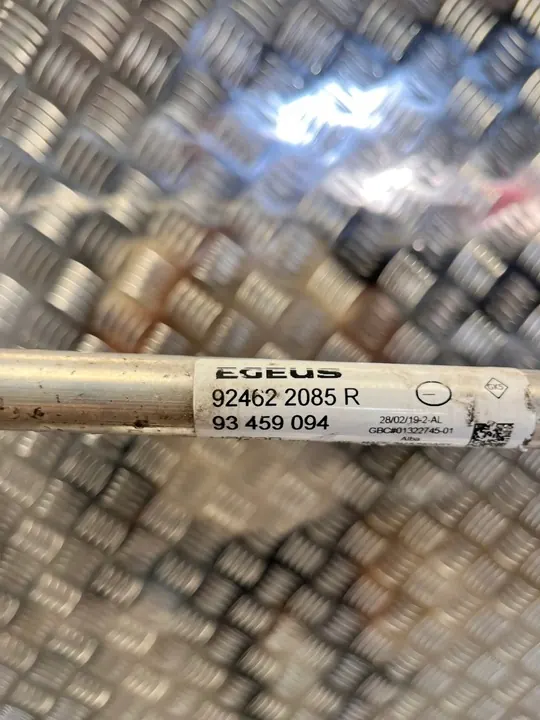 EGEUS
92462 2085 R
93 459 094
28/02/19-2-AL
GBC#01322745-01
Alba